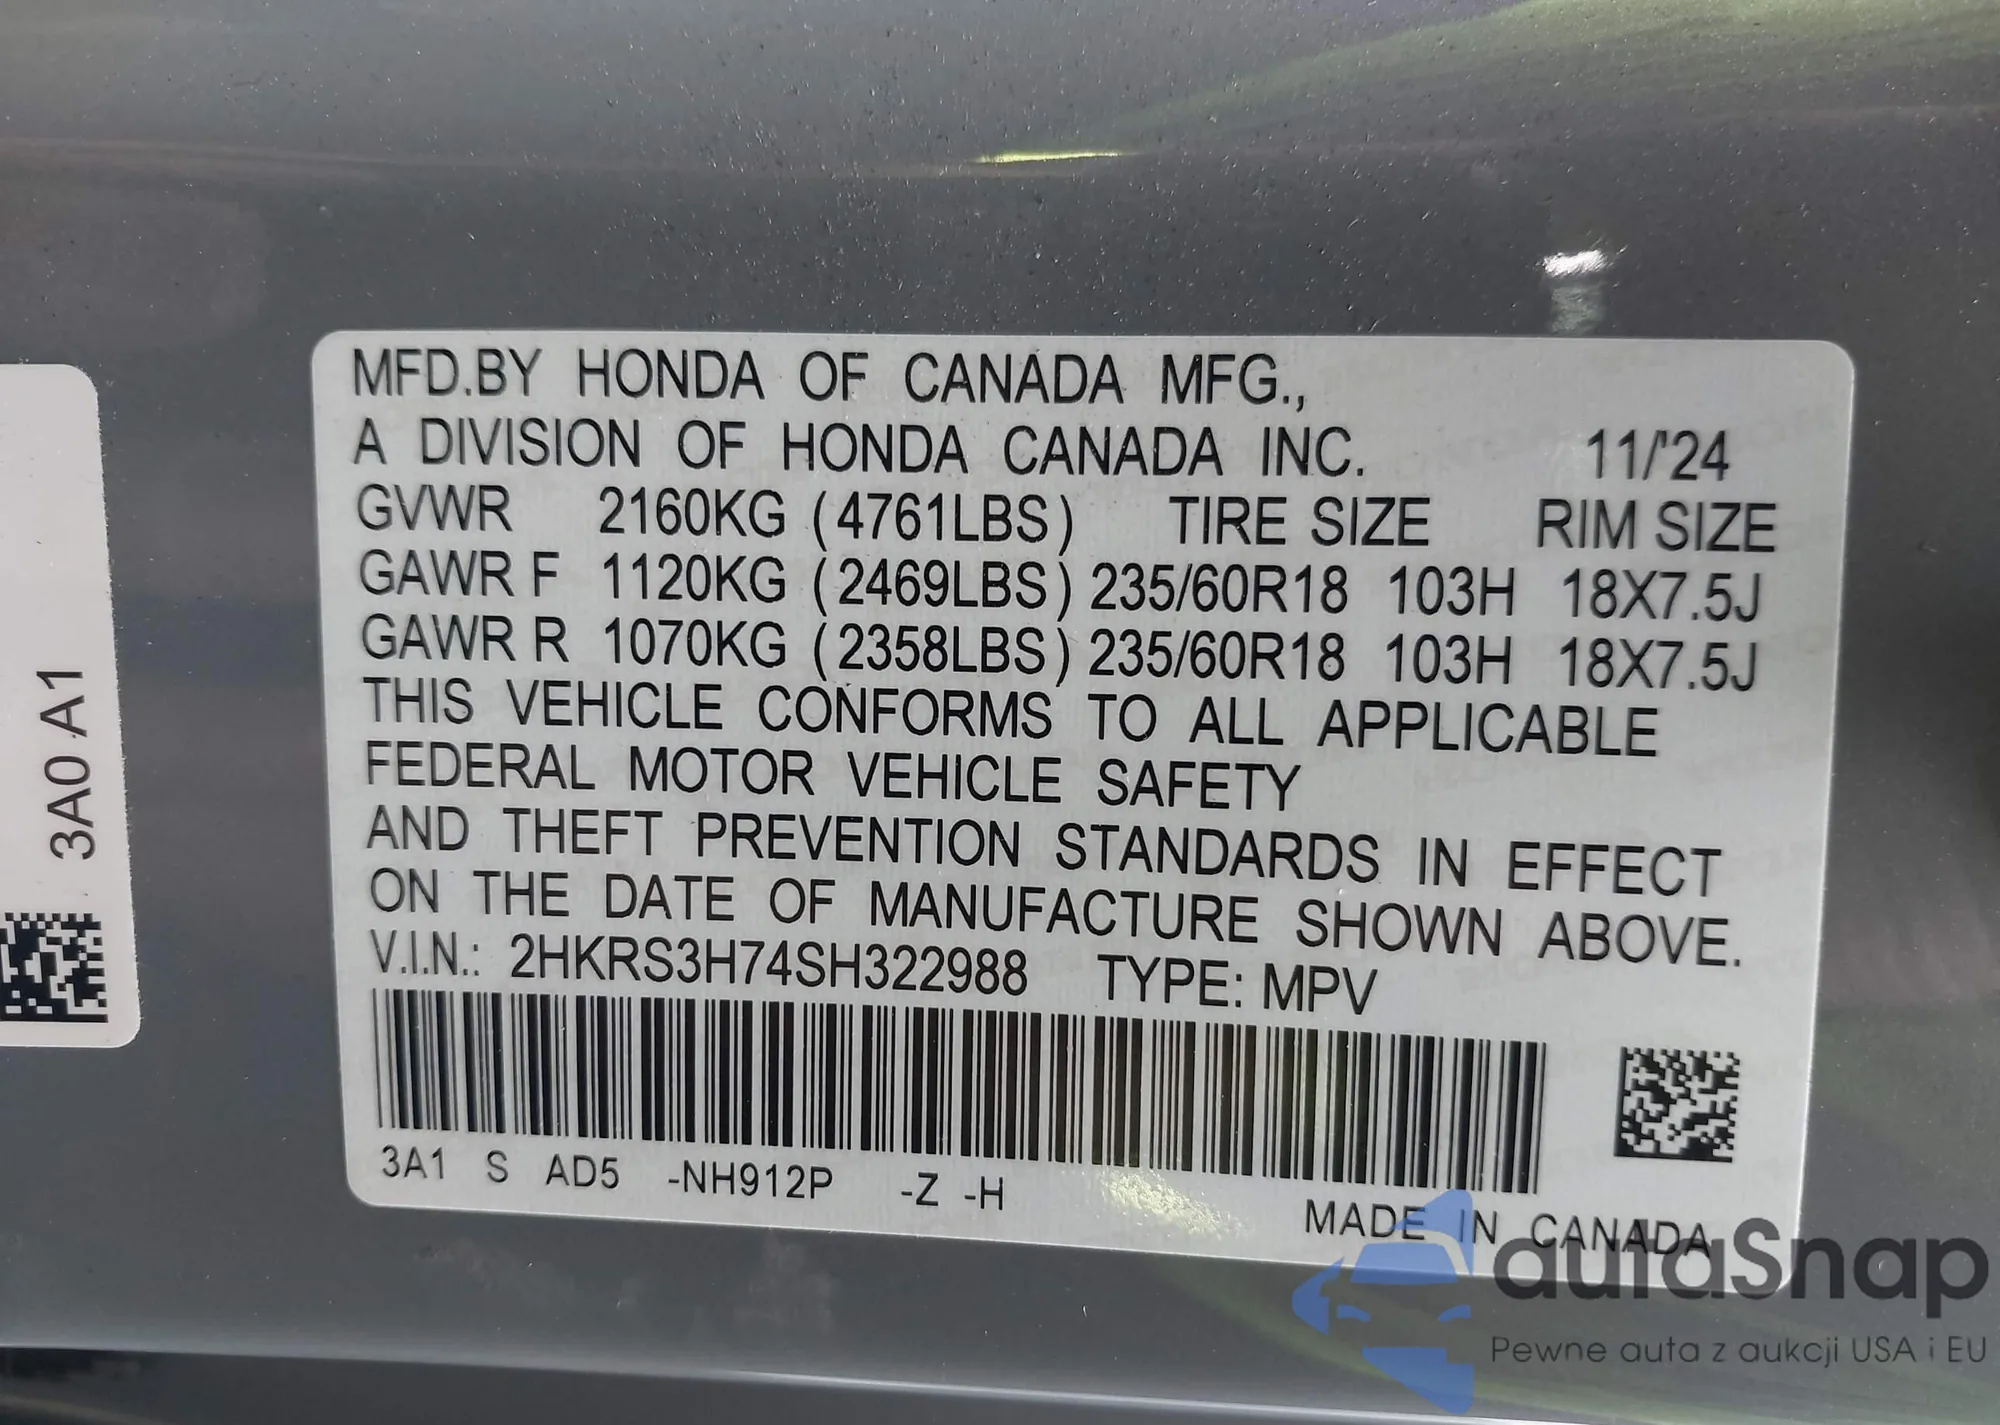 MFD.BY HONDA OF CANADA MFG.,
A DIVISION OF HONDA CANADA INC. 11/'24
GVWR 2160KG (4761LBS) TIRE SIZE RIM SIZE
GAWR F 1120KG (2469LBS) 235/60R18 103H 18X7.5J
GAWR R 1070KG (2358LBS) 235/60R18 103H 18X7.5J
THIS VEHICLE CONFORMS TO ALL APPLICABLE
FEDERAL MOTOR VEHICLE SAFETY
AND THEFT PREVENTION STANDARDS IN EFFECT
ON THE DATE OF MANUFACTURE SHOWN ABOVE.
V.I.N.: 2HKRS3H74SH322988 TYPE: MPV
3A1 S AD5 -NH912P -Z -H
MADE IN CANADA
3A0 A1
autaSnap
Pewne auta z aukcji USA i EU